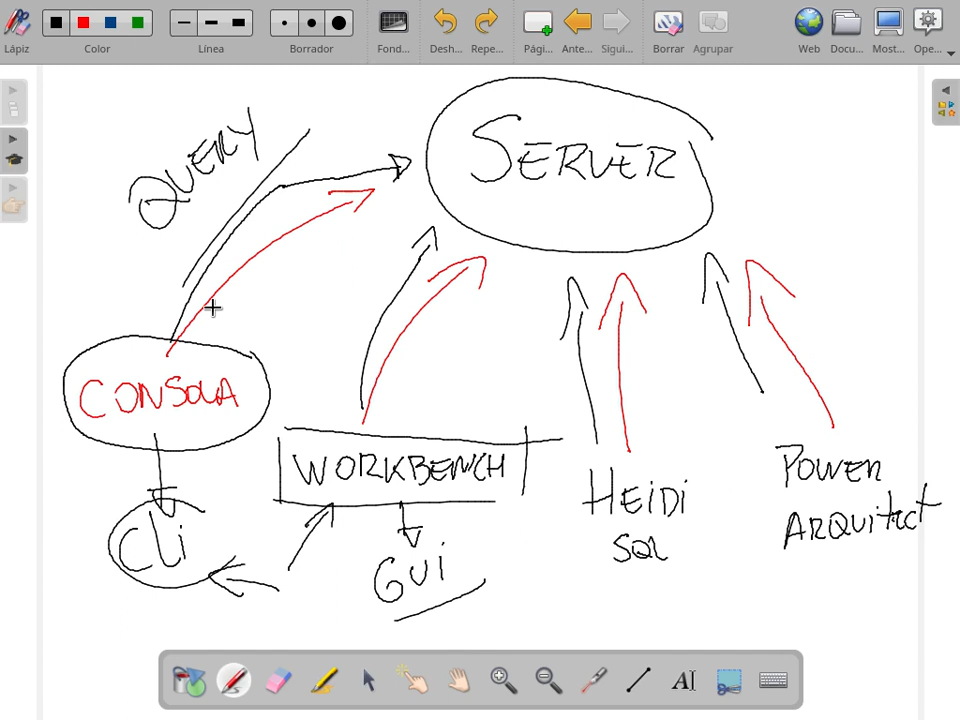 Lápiz Color Línea Borrador Fond... Desh... Repe... Pági... Ante... Sigui... Borrar Agrupar Web Docu... Most... Ope...
QUERY
SERVER
CONSOLA
WORKBENCH
HEiDi
SQL
POWER
ARQUitect
CLi
GUi
AI